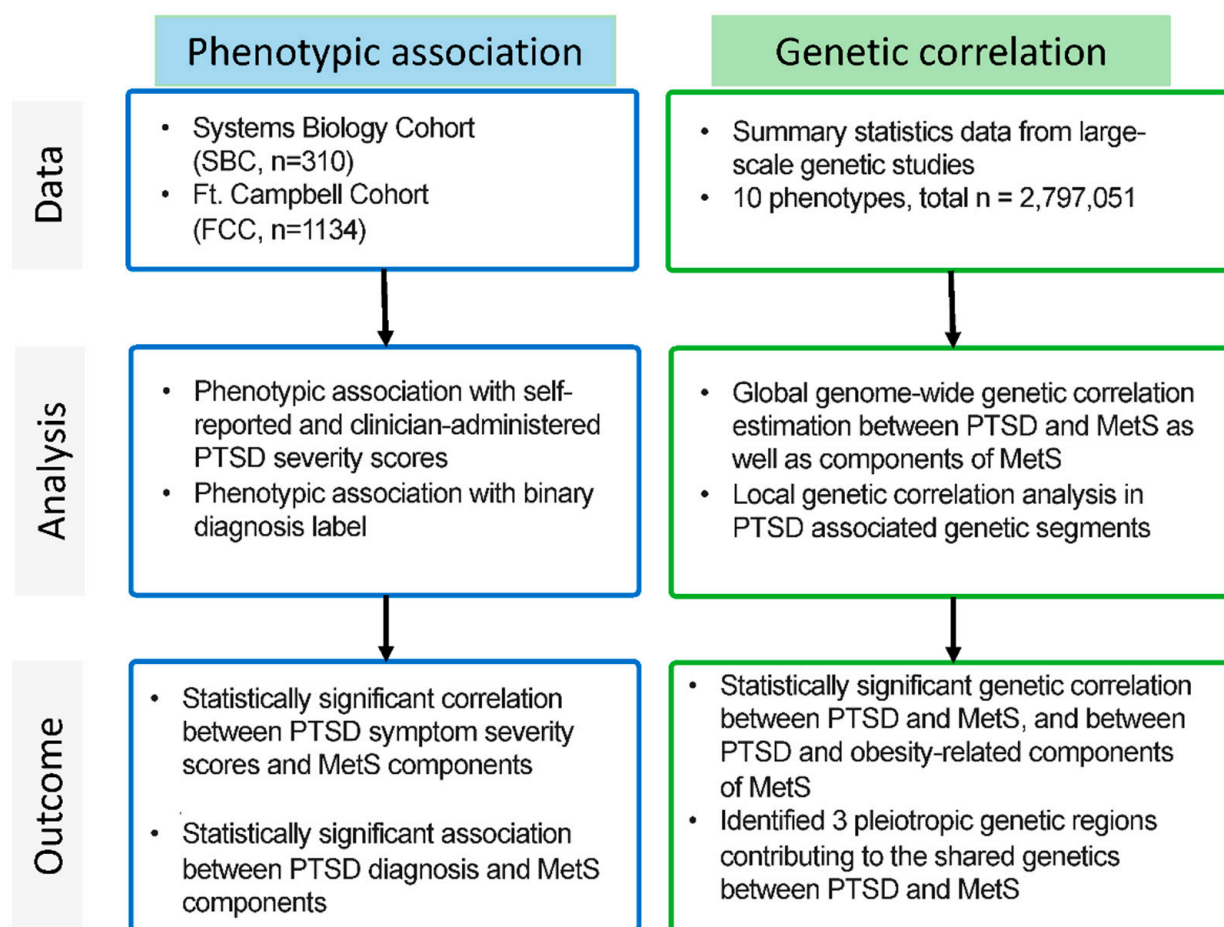 Phenotypic association
Genetic correlation
Data
• Systems Biology Cohort
(SBC, n=310)
• Ft. Campbell Cohort
(FCC, n=1134)
• Summary statistics data from large-
scale genetic studies
• 10 phenotypes, total n = 2,797,051
Analysis
• Phenotypic association with self-
reported and clinician-administered
PTSD severity scores
• Phenotypic association with binary
diagnosis label
• Global genome-wide genetic correlation
estimation between PTSD and MetS as
well as components of MetS
• Local genetic correlation analysis in
PTSD associated genetic segments
Outcome
• Statistically significant correlation
between PTSD symptom severity
scores and MetS components
• Statistically significant association
between PTSD diagnosis and MetS
components
• Statistically significant genetic correlation
between PTSD and MetS, and between
PTSD and obesity-related components
of MetS
• Identified 3 pleiotropic genetic regions
contributing to the shared genetics
between PTSD and MetS